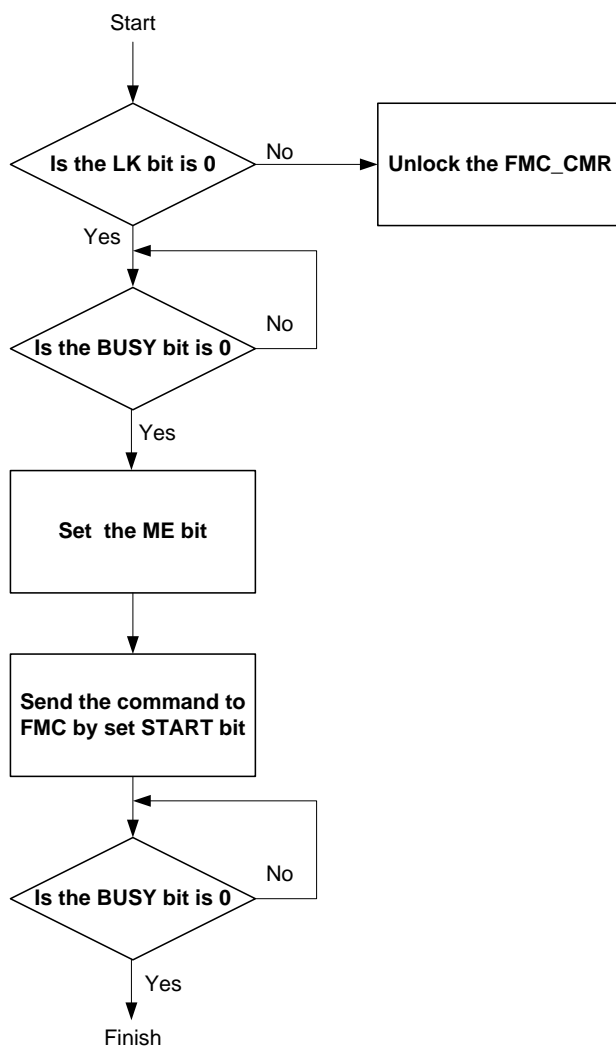 Start
Is the LK bit is 0
No
Unlock the FMC_CMR
Yes
Is the BUSY bit is 0
No
Yes
Set the ME bit
Send the command to
FMC by set START bit
Is the BUSY bit is 0
No
Yes
Finish